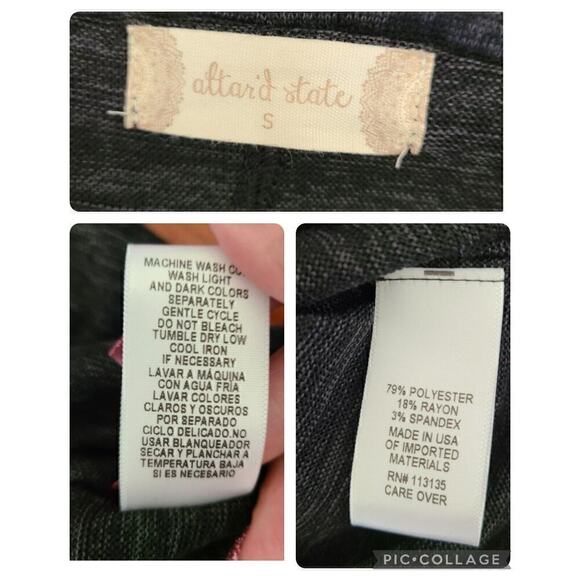 altar'd state
S
MACHINE WASH
WASH LIGHT
AND DARK COLORS
SEPARATELY
GENTLE CYCLE
DO NOT BLEACH
TUMBLE DRY LOW
COOL IRON
IF NECESSARY
LAVAR A MÁQUINA
CON AGUA FRÍA
LAVAR COLORES
CLAROS Y OSCUROS
POR SEPARADO
CICLO DELICADO.NO
USAR BLANQUEADOR
SECAR Y PLANCHAR A
TEMPERATURA BAJA
SI ES NECESARIO
79% POLYESTER
18% RAYON
3% SPANDEX
MADE IN USA
OF IMPORTED
MATERIALS
RN# 113135
CARE OVER
PIC•COLLAGE